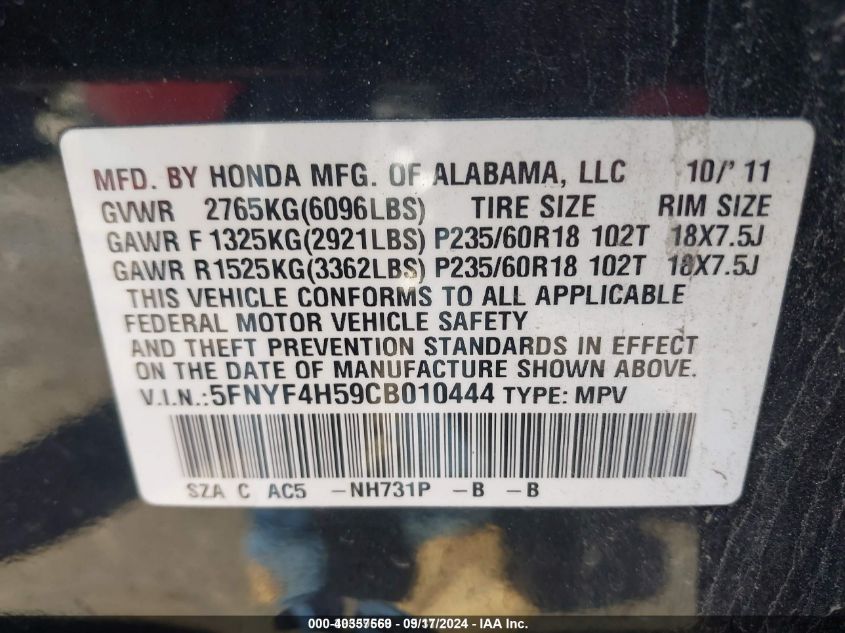 MFD. BY HONDA MFG. OF ALABAMA, LLC 10/' 11
GVWR 2765KG(6096LBS) TIRE SIZE RIM SIZE
GAWR F 1325KG(2921LBS) P235/60R18 102T 18X7.5J
GAWR R1525KG(3362LBS) P235/60R18 102T 18X7.5J
THIS VEHICLE CONFORMS TO ALL APPLICABLE
FEDERAL MOTOR VEHICLE SAFETY
AND THEFT PREVENTION STANDARDS IN EFFECT
ON THE DATE OF MANUFACTURE SHOWN ABOVE.
V.I.N.:5FNYF4H59CB010444 TYPE: MPV
SZA C AC5 -NH731P -B -B
000-40357569 - 09/17/2024 - IAA Inc.